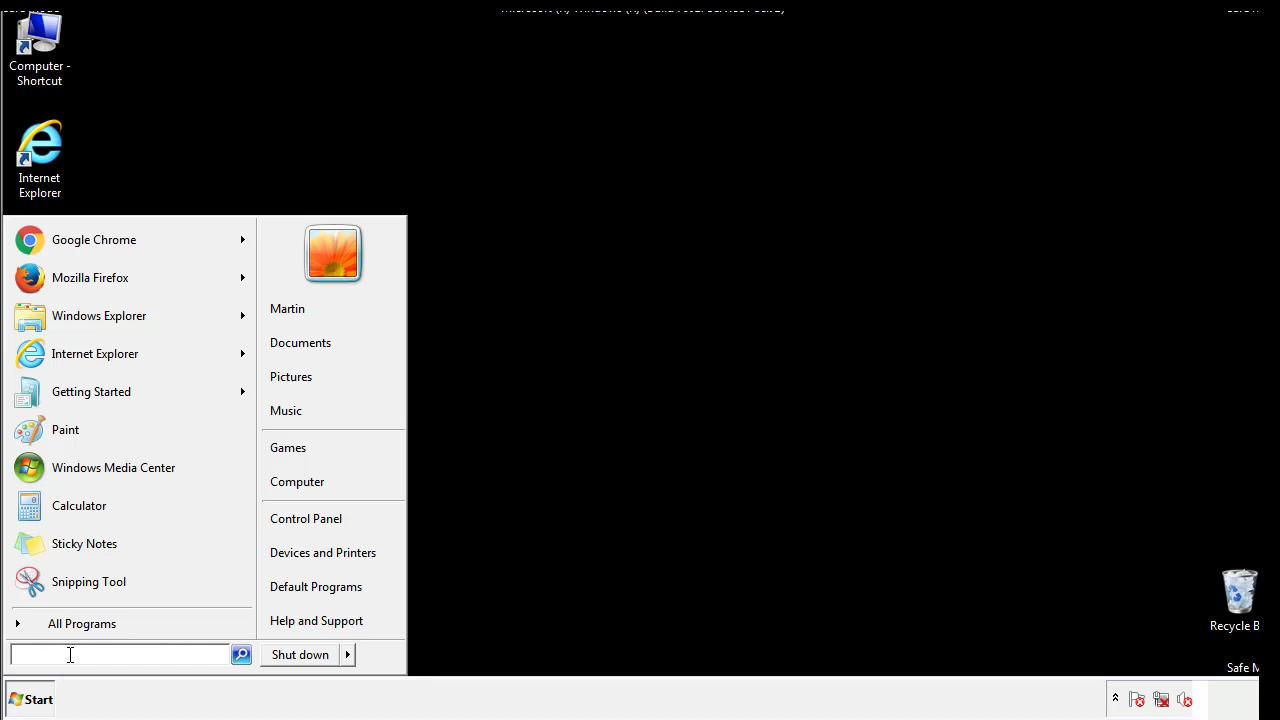 Computer -
Shortcut
Internet
Explorer
Google Chrome
Mozilla Firefox
Windows Explorer
Internet Explorer
Getting Started
Paint
Windows Media Center
Calculator
Sticky Notes
Snipping Tool
All Programs
Martin
Documents
Pictures
Music
Games
Computer
Control Panel
Devices and Printers
Default Programs
Help and Support
Shut down
Recycle B
Safe M
Start